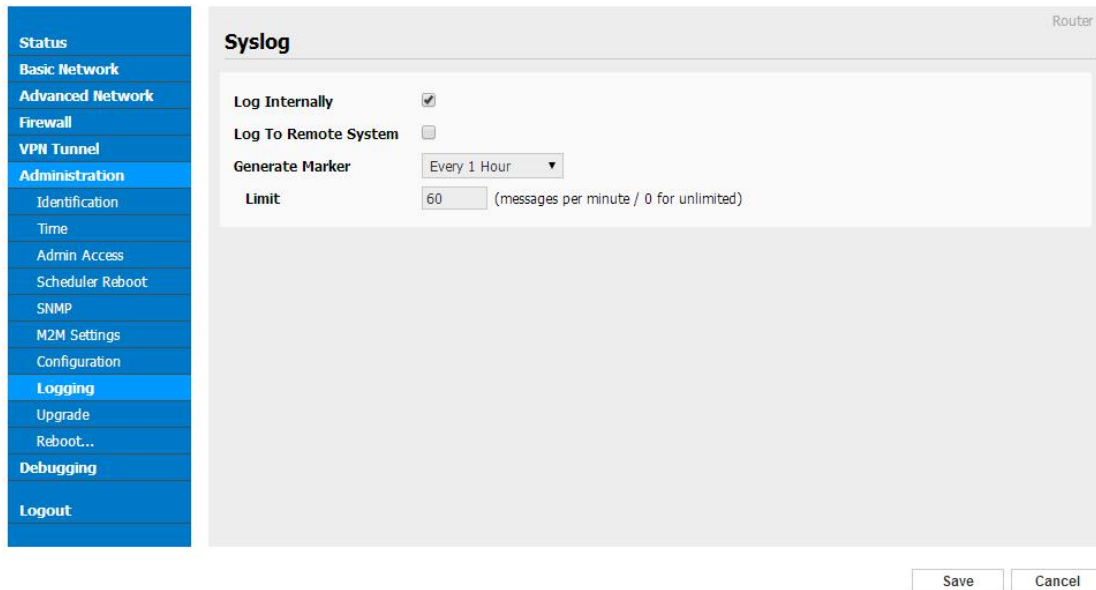 Router
Status
Basic Network
Advanced Network
Firewall
VPN Tunnel
Administration
Identification
Time
Admin Access
Scheduler Reboot
SNMP
M2M Settings
Configuration
Logging
Upgrade
Reboot...
Debugging
Logout
Syslog
Log Internally
Log To Remote System
Generate Marker Every 1 Hour
Limit 60 (messages per minute / 0 for unlimited)
Save Cancel